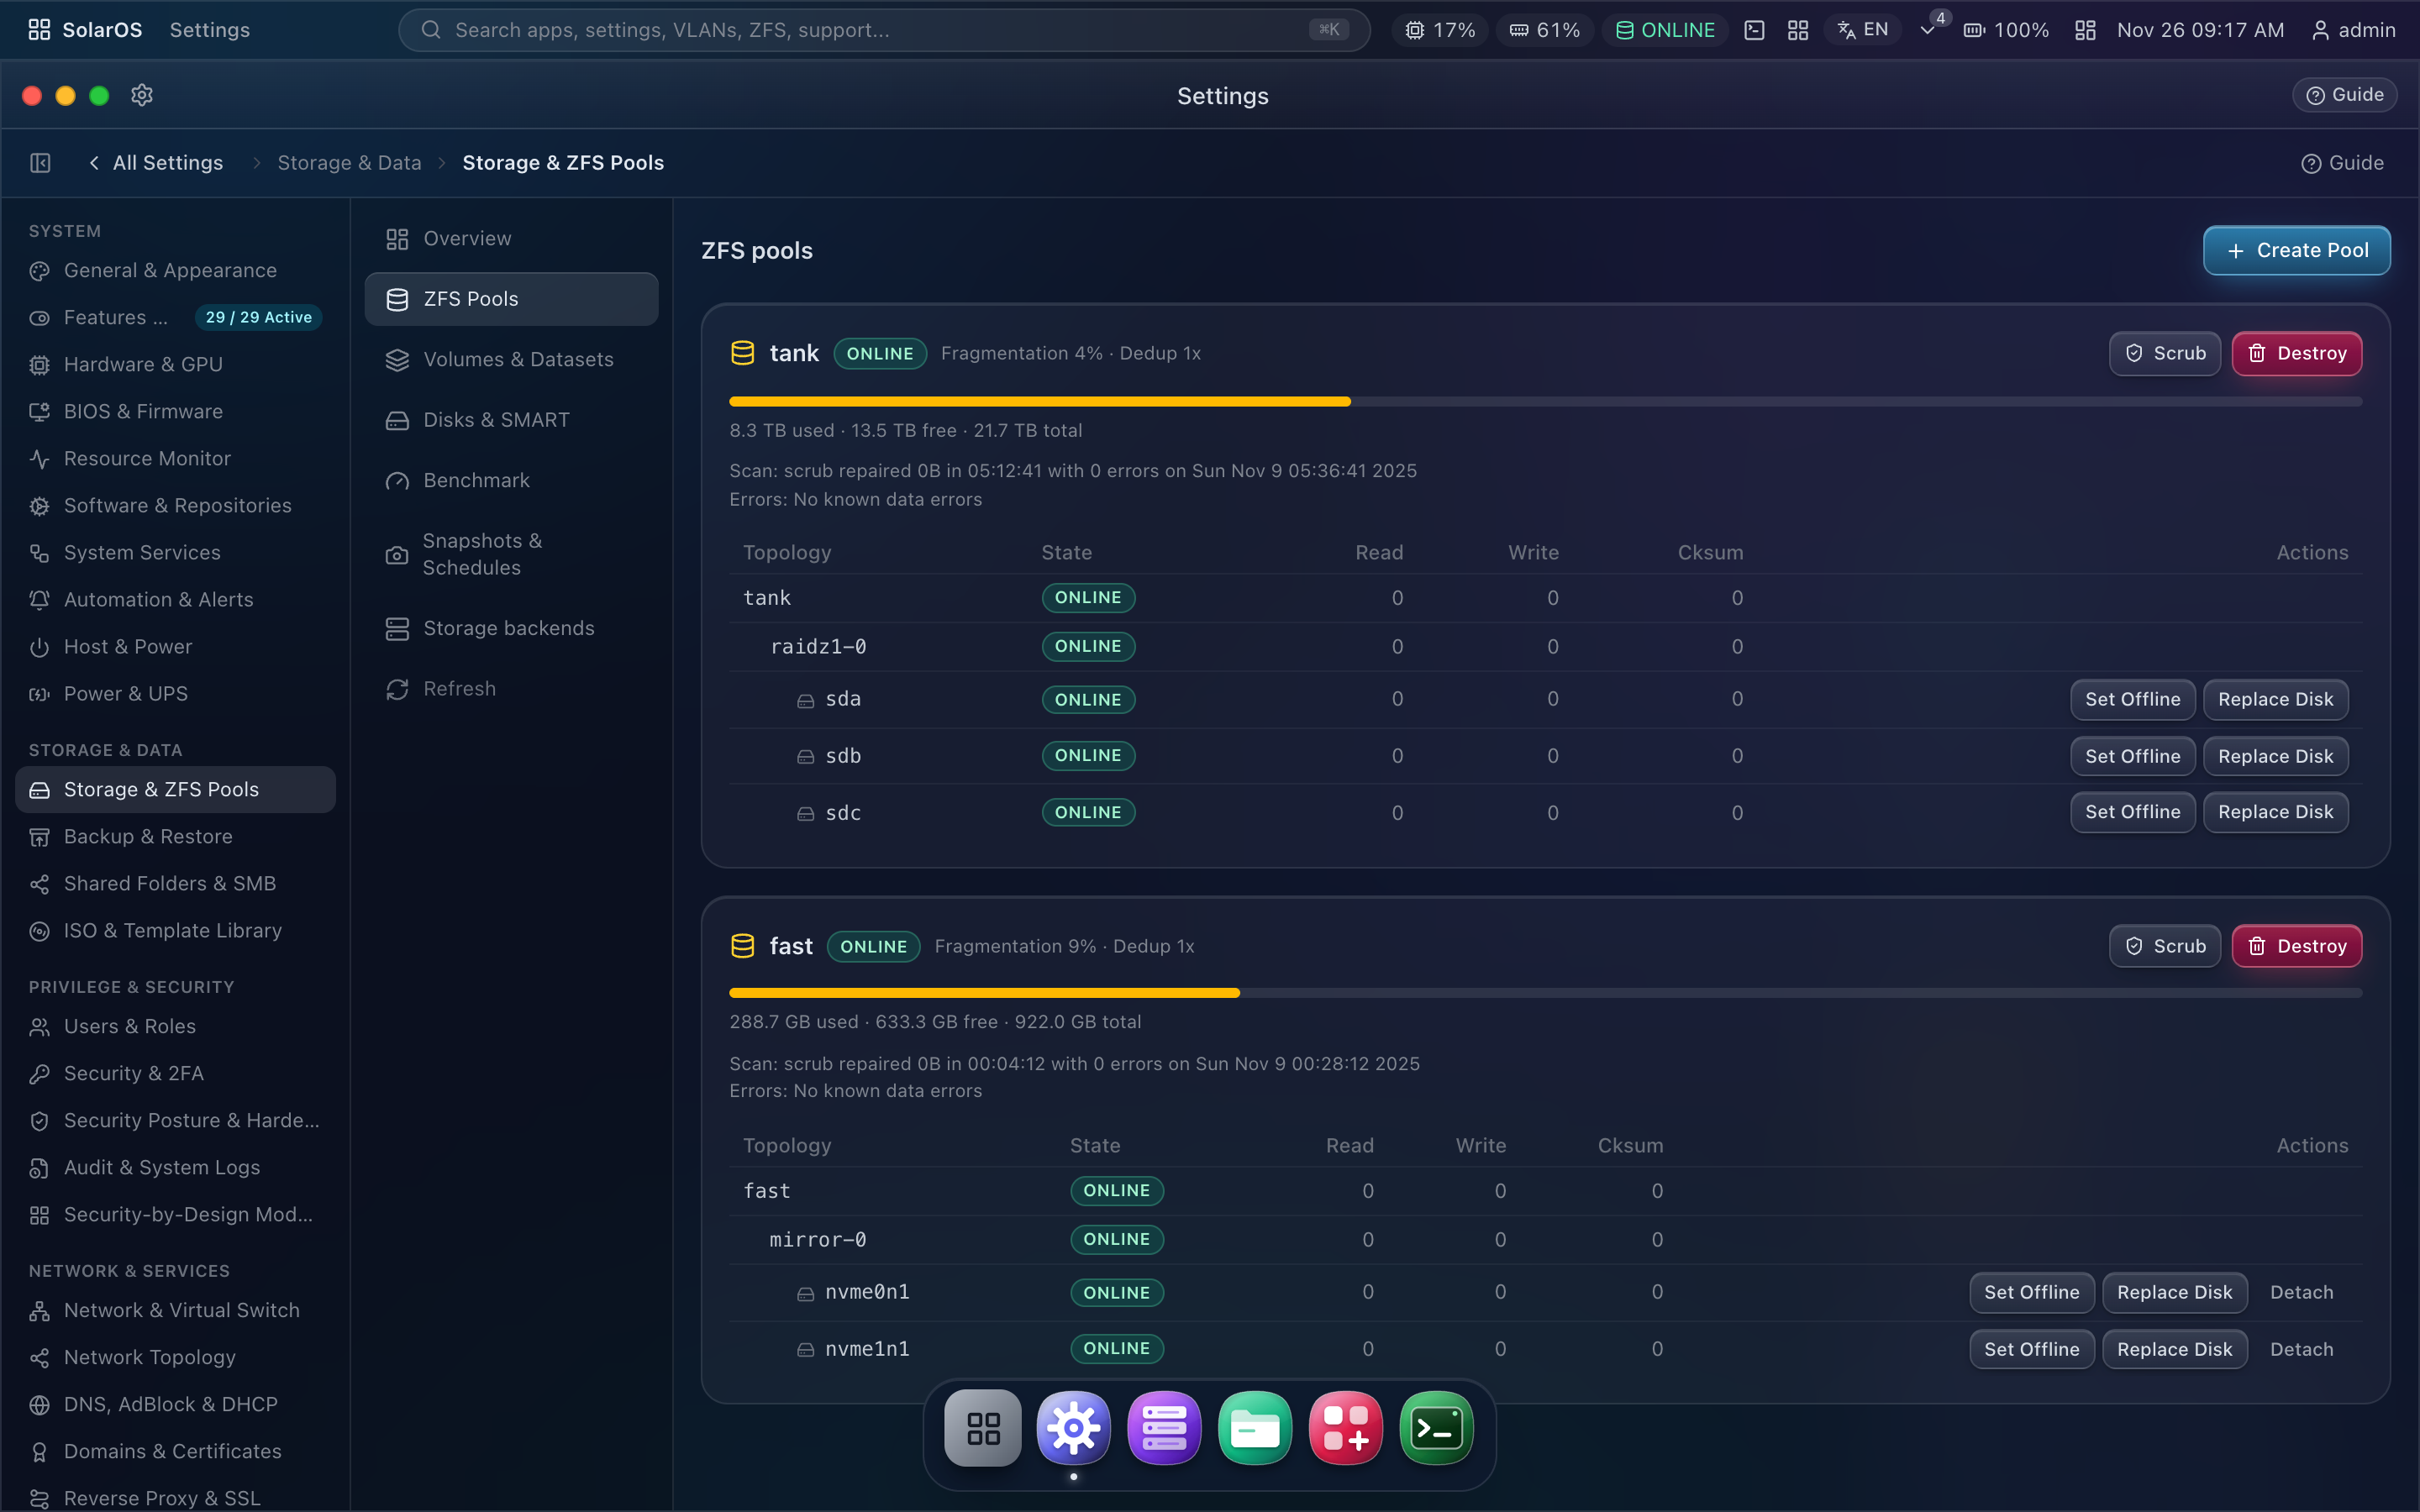 SolarOS Settings Search apps, settings, VLANs, ZFS, support... ⌘K 17% 61% ONLINE EN 4 100% Nov 26 09:17 AM admin
Settings Guide
All Settings Storage & Data Storage & ZFS Pools Guide
SYSTEM
General & Appearance
Features ... 29 / 29 Active
Hardware & GPU
BIOS & Firmware
Resource Monitor
Software & Repositories
System Services
Automation & Alerts
Host & Power
Power & UPS
STORAGE & DATA
Storage & ZFS Pools
Backup & Restore
Shared Folders & SMB
ISO & Template Library
PRIVILEGE & SECURITY
Users & Roles
Security & 2FA
Security Posture & Harde...
Audit & System Logs
Security-by-Design Mod...
NETWORK & SERVICES
Network & Virtual Switch
Network Topology
DNS, AdBlock & DHCP
Domains & Certificates
Reverse Proxy & SSL
Overview
ZFS Pools
Volumes & Datasets
Disks & SMART
Benchmark
Snapshots &
Schedules
Storage backends
Refresh
ZFS pools Create Pool
tank ONLINE Fragmentation 4% · Dedup 1x Scrub Destroy
8.3 TB used · 13.5 TB free · 21.7 TB total
Scan: scrub repaired 0B in 05:12:41 with 0 errors on Sun Nov 9 05:36:41 2025
Errors: No known data errors
Topology State Read Write Cksum Actions
tank ONLINE 0 0 0
raidz1-0 ONLINE 0 0 0
sda ONLINE 0 0 0 Set Offline Replace Disk
sdb ONLINE 0 0 0 Set Offline Replace Disk
sdc ONLINE 0 0 0 Set Offline Replace Disk
fast ONLINE Fragmentation 9% · Dedup 1x Scrub Destroy
288.7 GB used · 633.3 GB free · 922.0 GB total
Scan: scrub repaired 0B in 00:04:12 with 0 errors on Sun Nov 9 00:28:12 2025
Errors: No known data errors
Topology State Read Write Cksum Actions
fast ONLINE 0 0 0
mirror-0 ONLINE 0 0 0
nvme0n1 ONLINE 0 0 0 Set Offline Replace Disk Detach
nvme1n1 ONLINE 0 0 0 Set Offline Replace Disk Detach